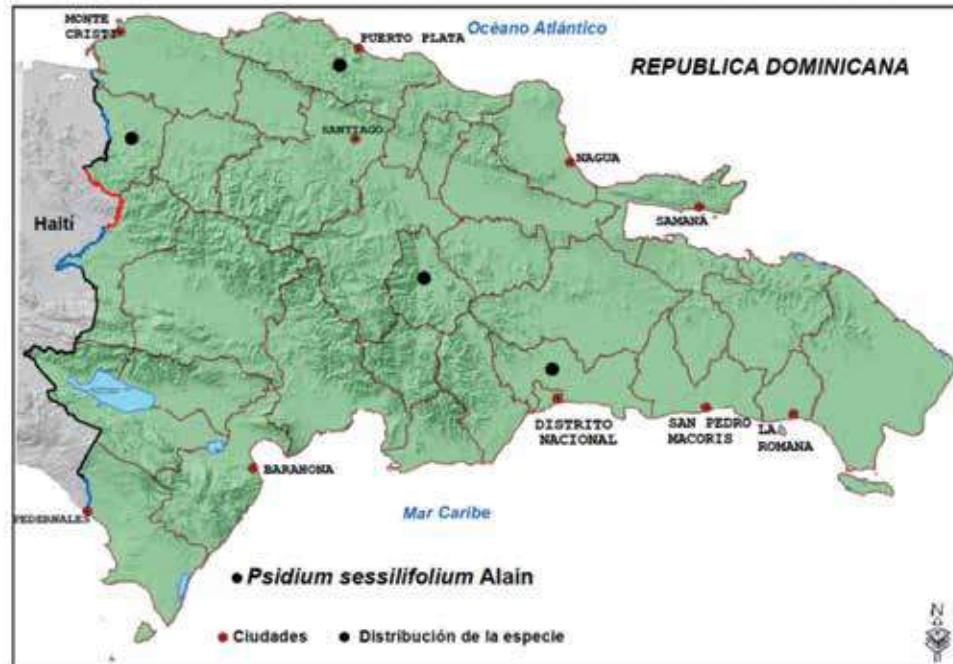 MONTE
CRISTI
PUERTO PLATA
Océano Atlántico
REPUBLICA DOMINICANA
SANTIAGO
NAGUA
SAMANÁ
Haití
DISTRITO
NACIONAL
SAN PEDRO
MACORIS
LA
ROMANA
BARAHONA
PEDERNALES
Mar Caribe
Psidium sessilifolium Alain
Ciudades
Distribución de la especie
N